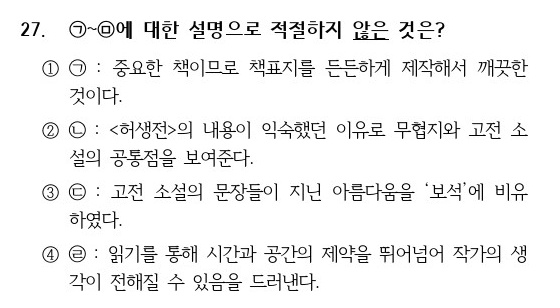 27. ㉠~㉤에 대한 설명으로 적절하지 않은 것은?
① ㉠ : 중요한 책이므로 책표지를 든든하게 제작해서 깨끗한
것이다.
② ㉡ : <허생전>의 내용이 익숙했던 이유로 무협지와 고전 소
설의 공통점을 보여준다.
③ ㉢ : 고전 소설의 문장들이 지닌 아름다움을 ‘보석’에 비유
하였다.
④ ㉣ : 읽기를 통해 시간과 공간의 제약을 뛰어넘어 작가의 생
각이 전해질 수 있음을 드러낸다.